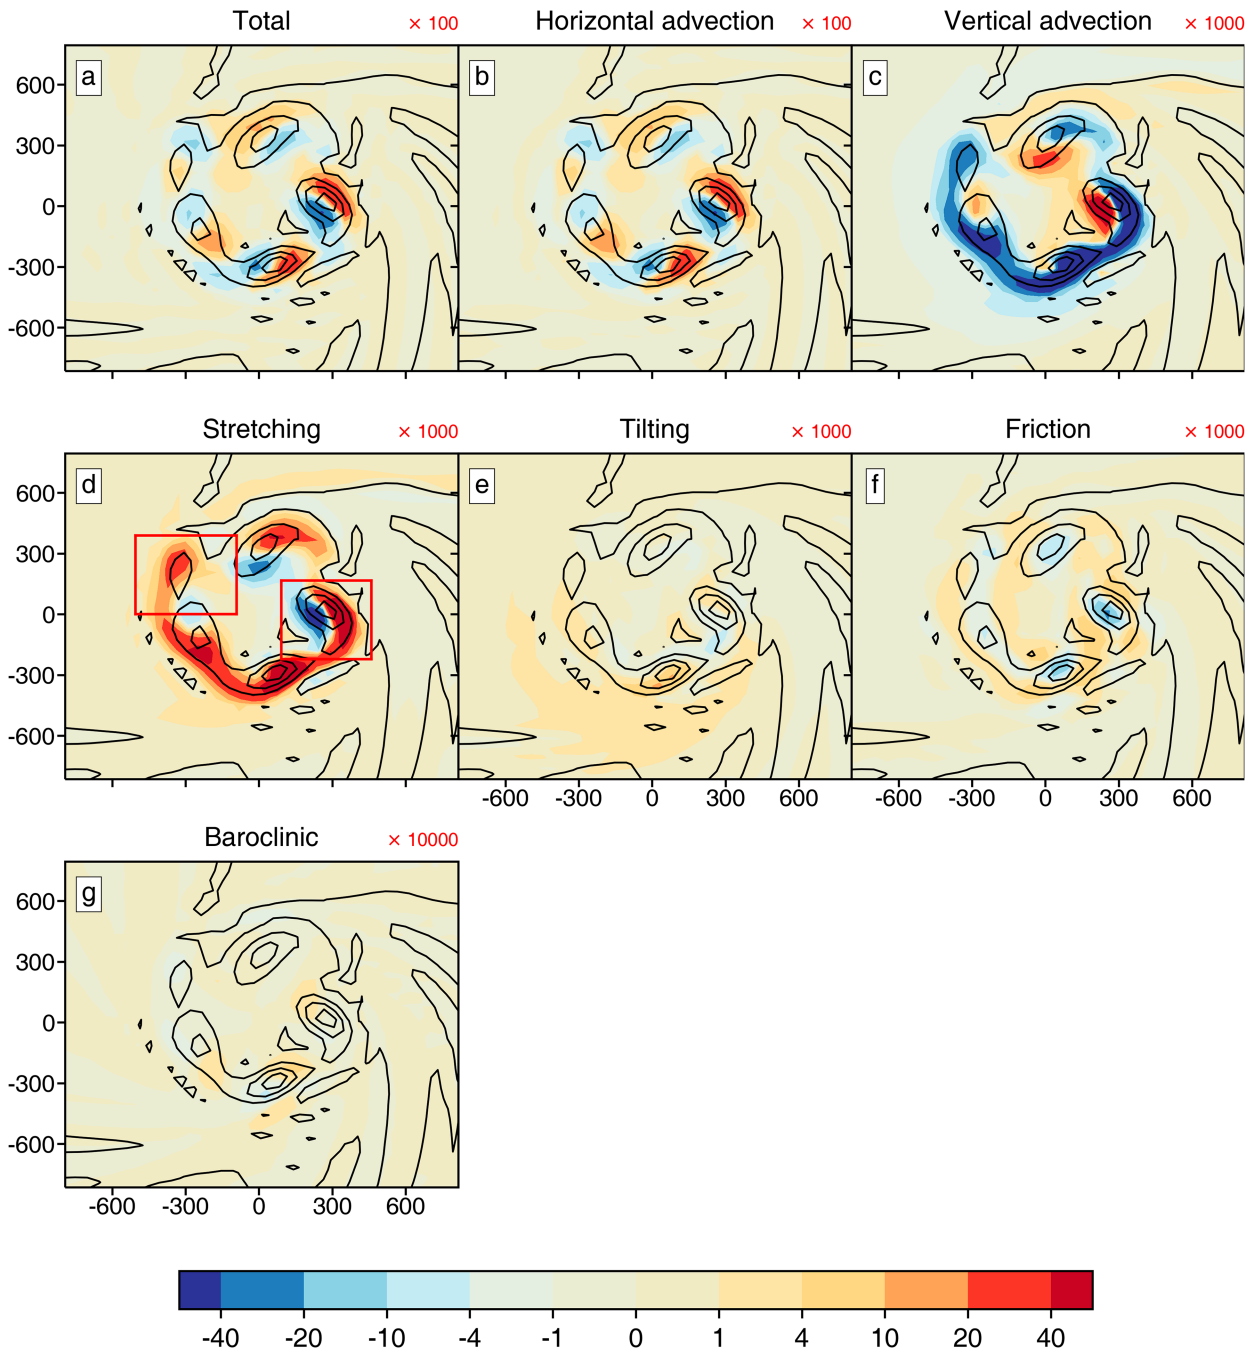 Total × 100 Horizontal advection × 100 Vertical advection × 1000
a b c
600
300
0
-300
-600
Stretching × 1000 Tilting × 1000 Friction × 1000
d e f
600
300
0
-300
-600
-600 -300 0 300 600 -600 -300 0 300 600
Baroclinic × 10000
g
600
300
0
-300
-600
-600 -300 0 300 600
-40 -20 -10 -4 -1 0 1 4 10 20 40